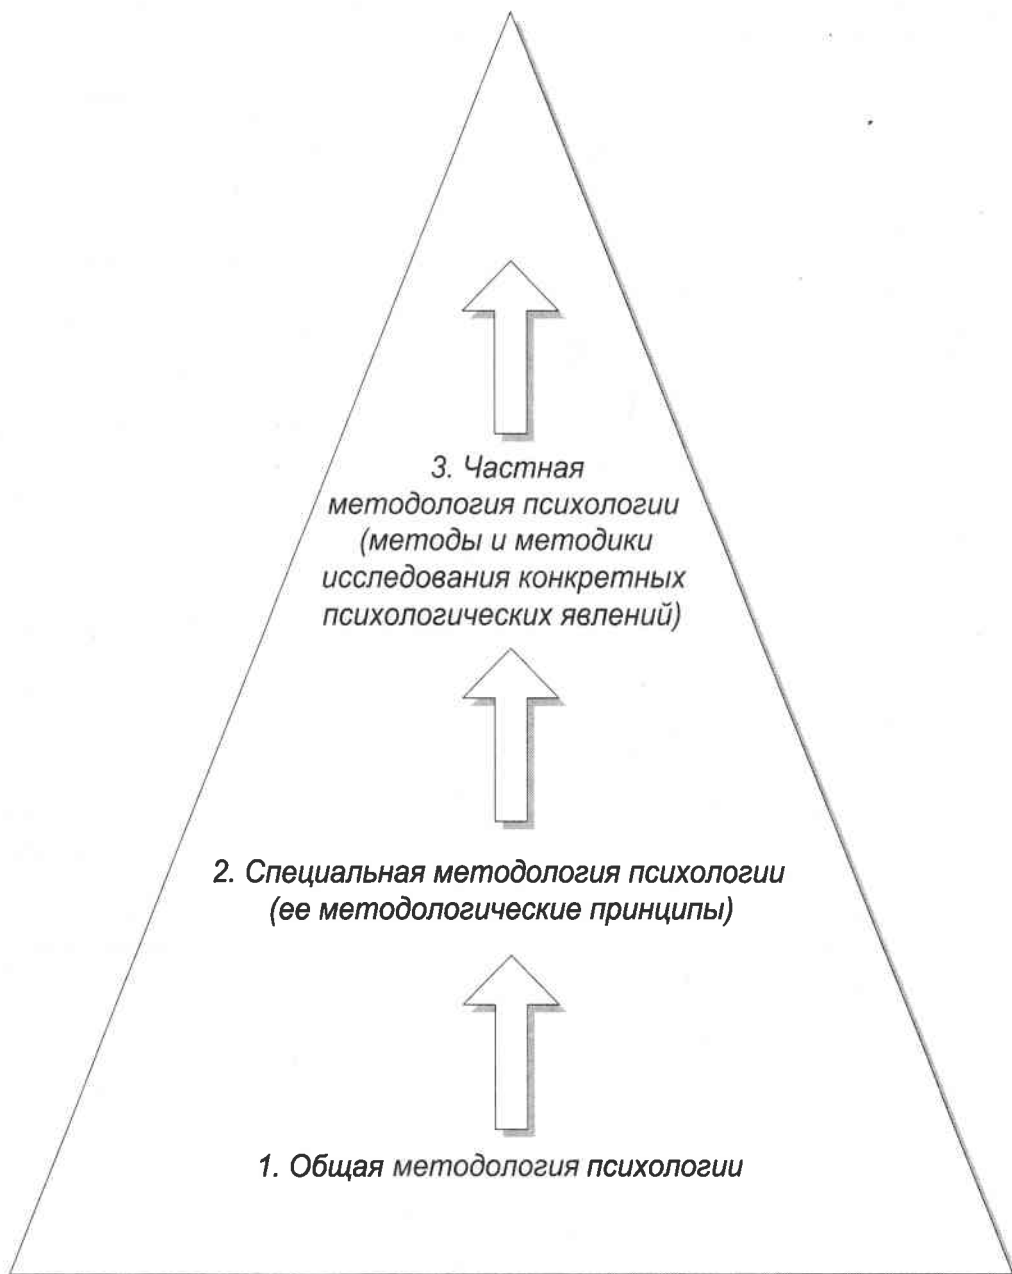 3. Частная
методология психологии
(методы и методики
исследования конкретных
психологических явлений)
2. Специальная методология психологии
(ее методологические принципы)
1. Общая методология психологии